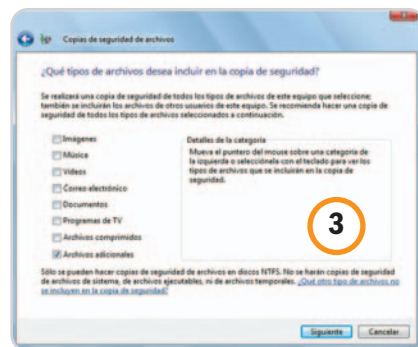 Copias de seguridad de archivos
¿Qué tipos de archivos desea incluir en la copia de seguridad?
Se realizará una copia de seguridad de todos los tipos de archivos de este equipo que seleccione;
también se incluirán los archivos de otros usuarios de este equipo. Se recomienda hacer una copia de
seguridad de todos los tipos de archivos seleccionados a continuación.
Imágenes
Música
Vídeos
Correo electrónico
Documentos
Programas de TV
Archivos comprimidos
Archivos adicionales
Detalles de la categoría
Mueva el puntero del mouse sobre una categoría de
la izquierda o selecciónela con el teclado para ver los
tipos de archivos que se incluirán en la copia de
seguridad.
3
Sólo se pueden hacer copias de seguridad de archivos en discos NTFS. No se harán copias de seguridad
de archivos de sistema, de archivos ejecutables, ni de archivos temporales. ¿Qué otro tipo de archivos no
se incluyen en la copia de seguridad?
Siguiente
Cancelar